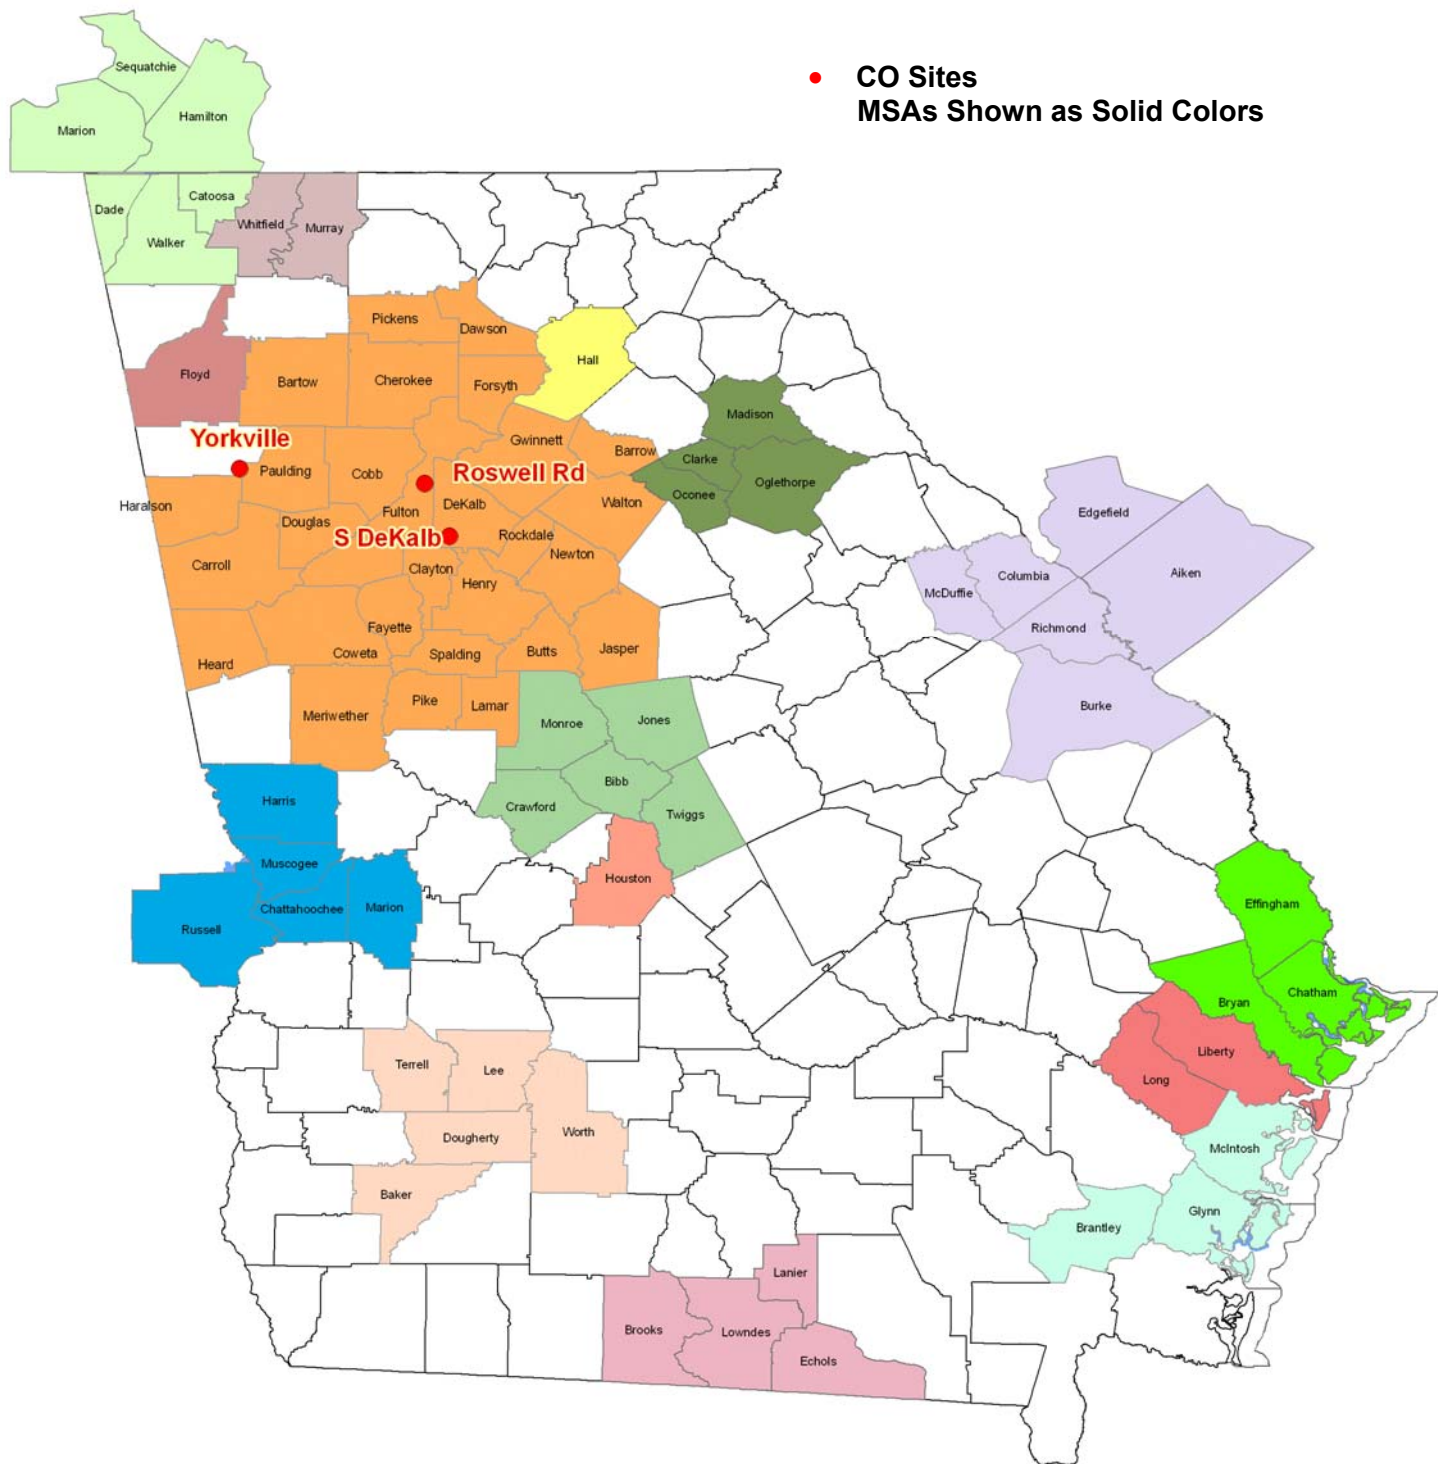 CO Sites
MSAs Shown as Solid Colors
Sequatchie
Hamilton
Marion
Catoosa
Dade
Whitfield
Murray
Walker
Pickens
Dawson
Hall
Floyd
Bartow
Cherokee
Forsyth
Madison
Yorkville
Gwinnett
Barrow
Clarke
Paulding
Cobb
Roswell Rd
Oglethorpe
Oconee
Haralson
Fulton
DeKalb
Walton
Douglas
S DeKalb
Rockdale
Newton
Edgefield
Carroll
Clayton
Henry
Columbia
Aiken
McDuffie
Fayette
Richmond
Coweta
Spalding
Butts
Jasper
Heard
Meriwether
Pike
Lamar
Monroe
Jones
Burke
Harris
Bibb
Crawford
Twiggs
Muscogee
Houston
Chattahoochee
Marion
Effingham
Russell
Bryan
Chatham
Liberty
Terrell
Lee
Long
Dougherty
Worth
McIntosh
Baker
Brantley
Glynn
Lanier
Brooks
Lowndes
Echols